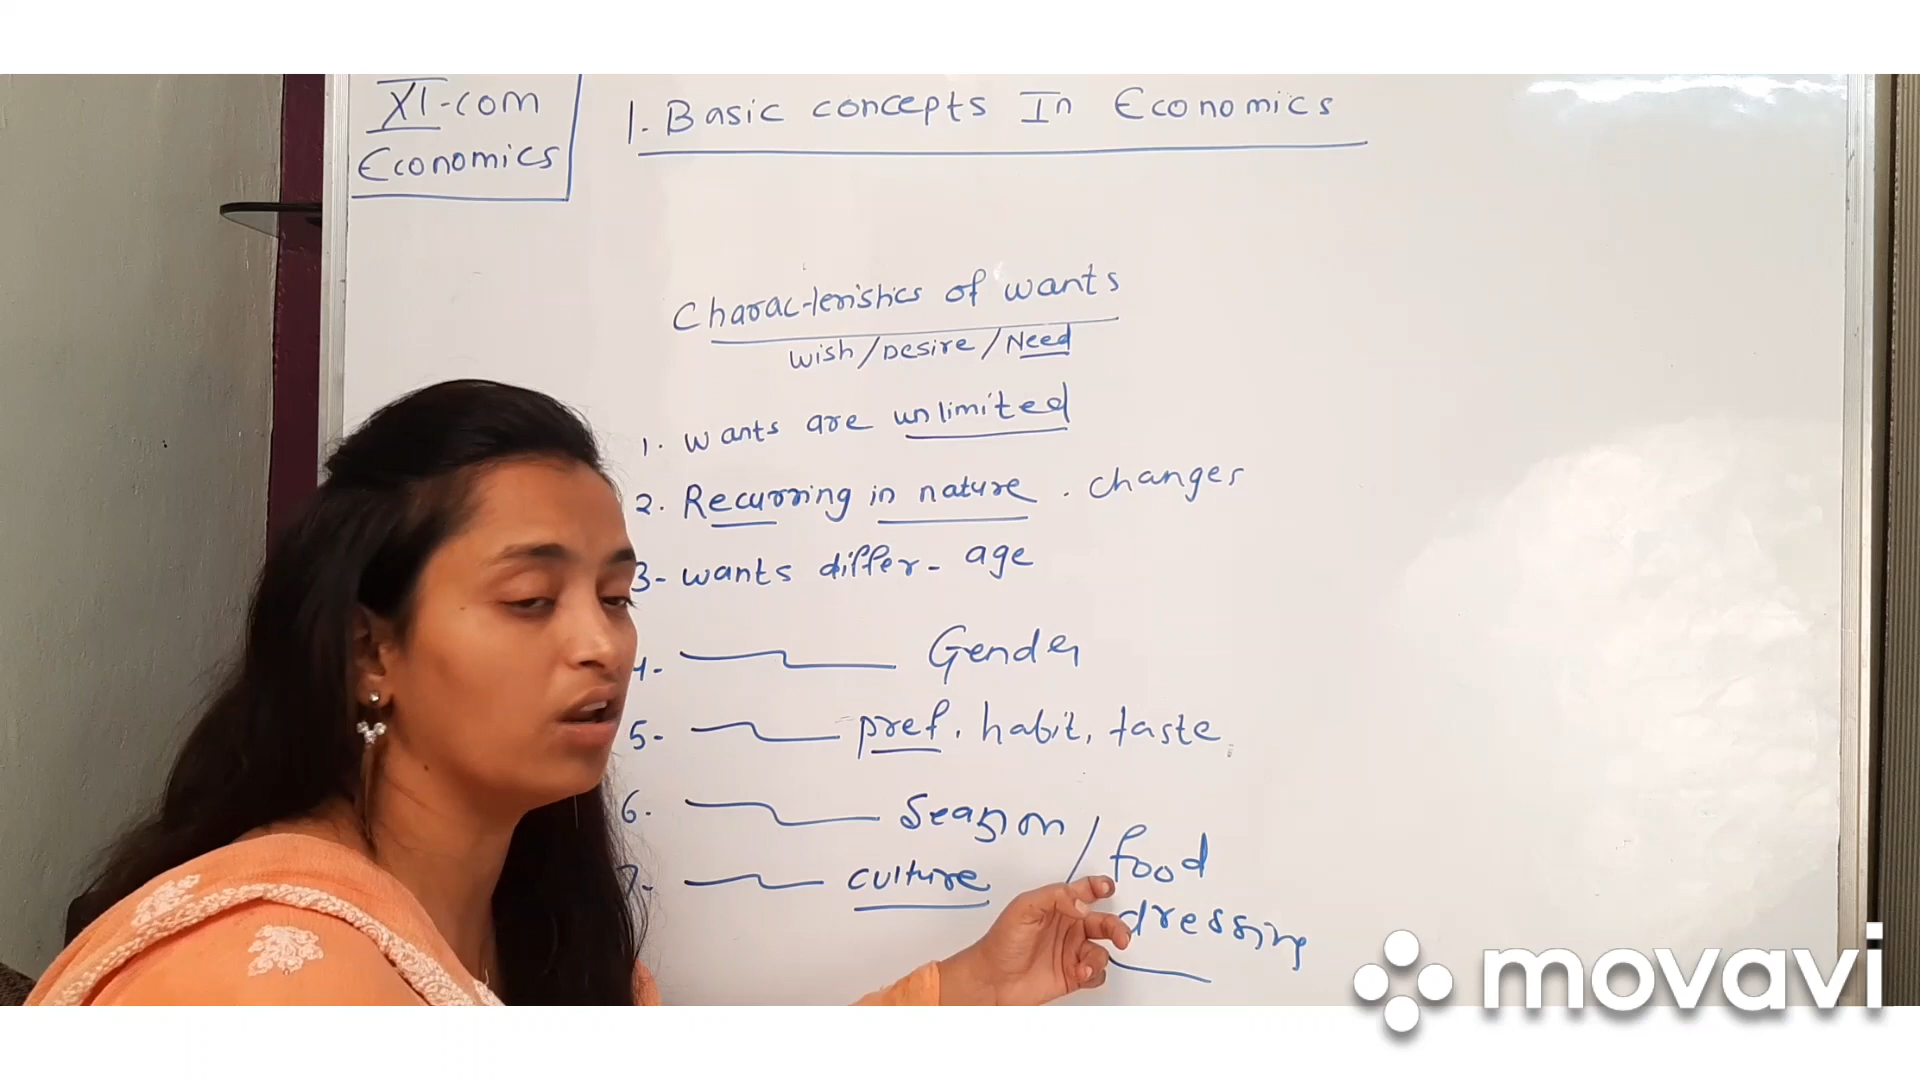 XI-com
Economics
1. Basic concepts In Economics
Characteristics of wants
wish/Desire/Need
1. wants are unlimited
2. Recurring in nature . changes
3- wants differ - age
4- Gender
5- pref. habit, taste.
6- Season /
food
7- culture
dressing
movavi